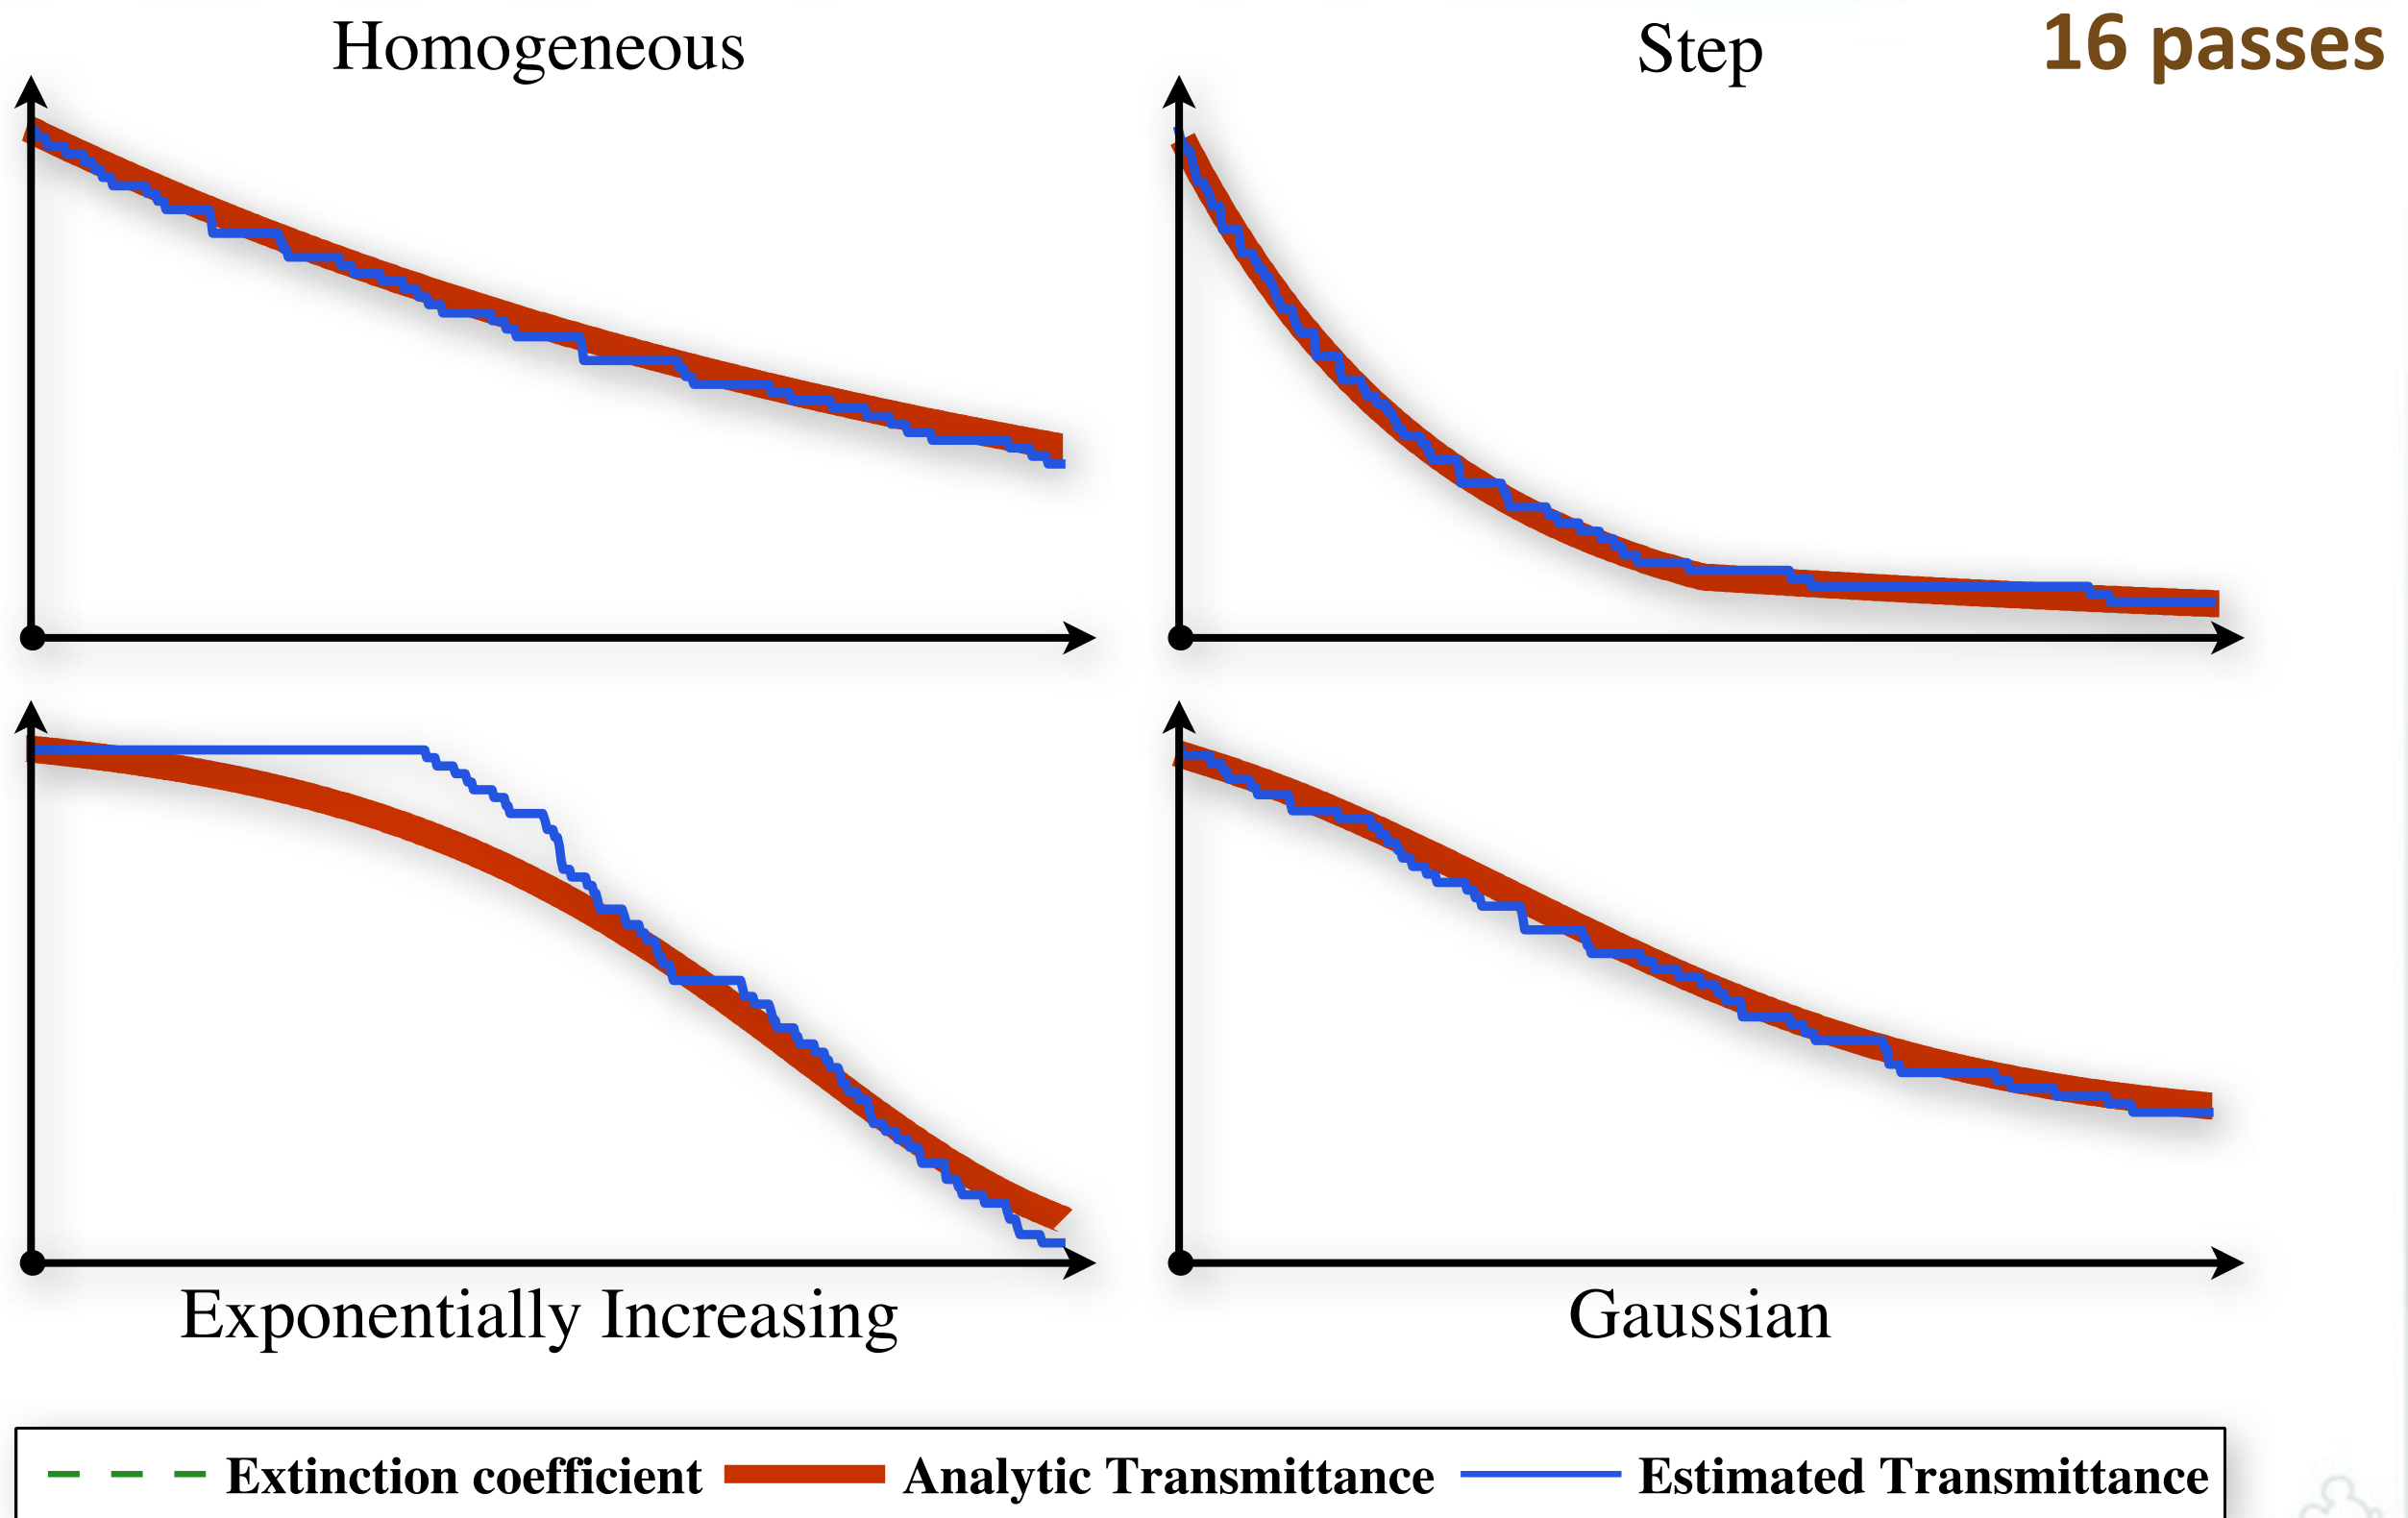 Homogeneous
Step
16 passes
Exponentially Increasing
Gaussian
Extinction coefficient
Analytic Transmittance
Estimated Transmittance